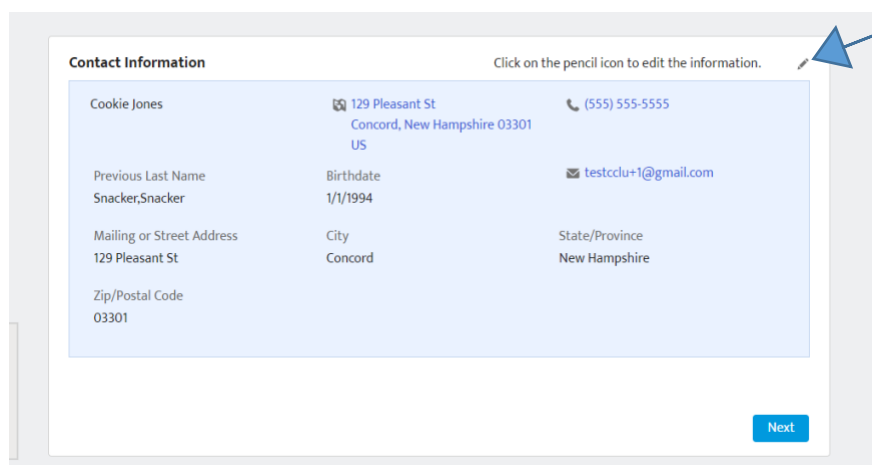 Contact Information
Click on the pencil icon to edit the information.
Cookie Jones
129 Pleasant St
Concord, New Hampshire 03301
US
(555) 555-5555
Previous Last Name
Snacker,Snacker
Birthdate
1/1/1994
testcclu+1@gmail.com
Mailing or Street Address
129 Pleasant St
City
Concord
State/Province
New Hampshire
Zip/Postal Code
03301
Next